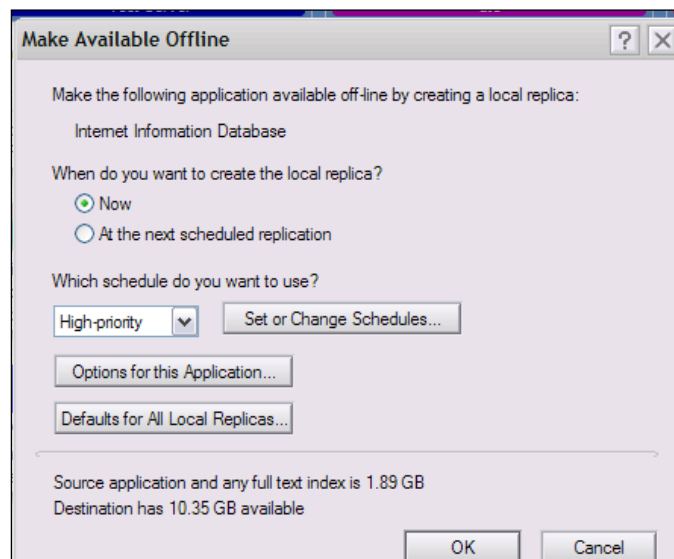 Make Available Offline
Make the following application available off-line by creating a local replica:
Internet Information Database
When do you want to create the local replica?
Now
At the next scheduled replication
Which schedule do you want to use?
High-priority
Set or Change Schedules...
Options for this Application...
Defaults for All Local Replicas...
Source application and any full text index is 1.89 GB
Destination has 10.35 GB available
OK
Cancel